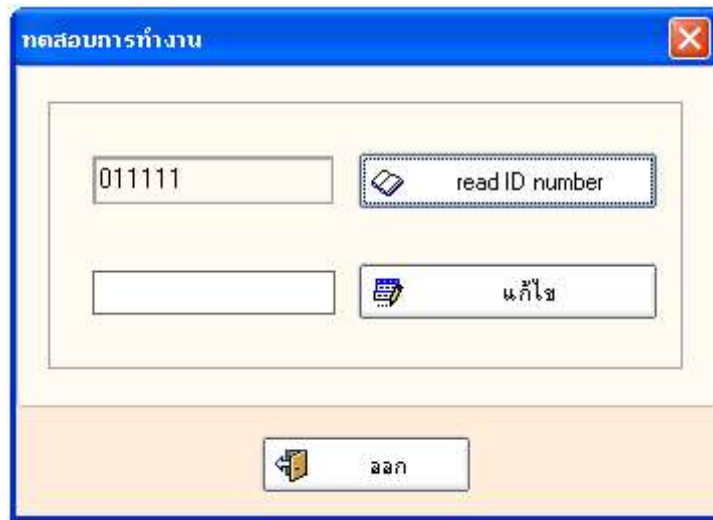 ทดสอบการทำงาน
011111
read ID number
แก้ไข
ออก